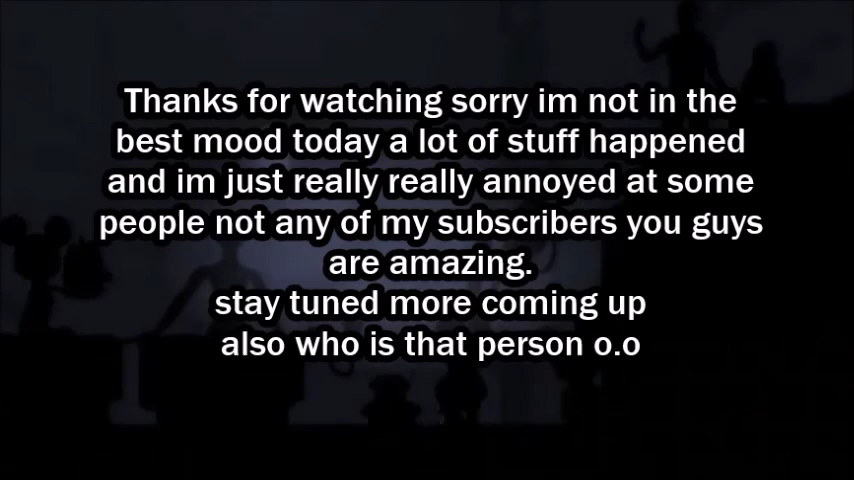 Thanks for watching sorry im not in the
best mood today a lot of stuff happened
and im just really really annoyed at some
people not any of my subscribers you guys
are amazing.
stay tuned more coming up
also who is that person o.o